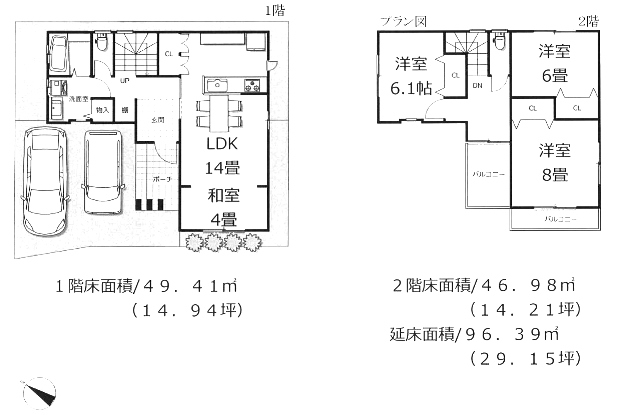 1階
UP
CL
洗面室
物入
棚
玄関
ポーチ
LDK
14畳
和室
4畳
1階床面積/49.41㎡
(14.94坪)
プラン図
2階
洋室
6.1帖
CL
DN
洋室
6畳
CL
CL
洋室
8畳
バルコニー
バルコニー
2階床面積/46.98㎡
(14.21坪)
延床面積/96.39㎡
(29.15坪)